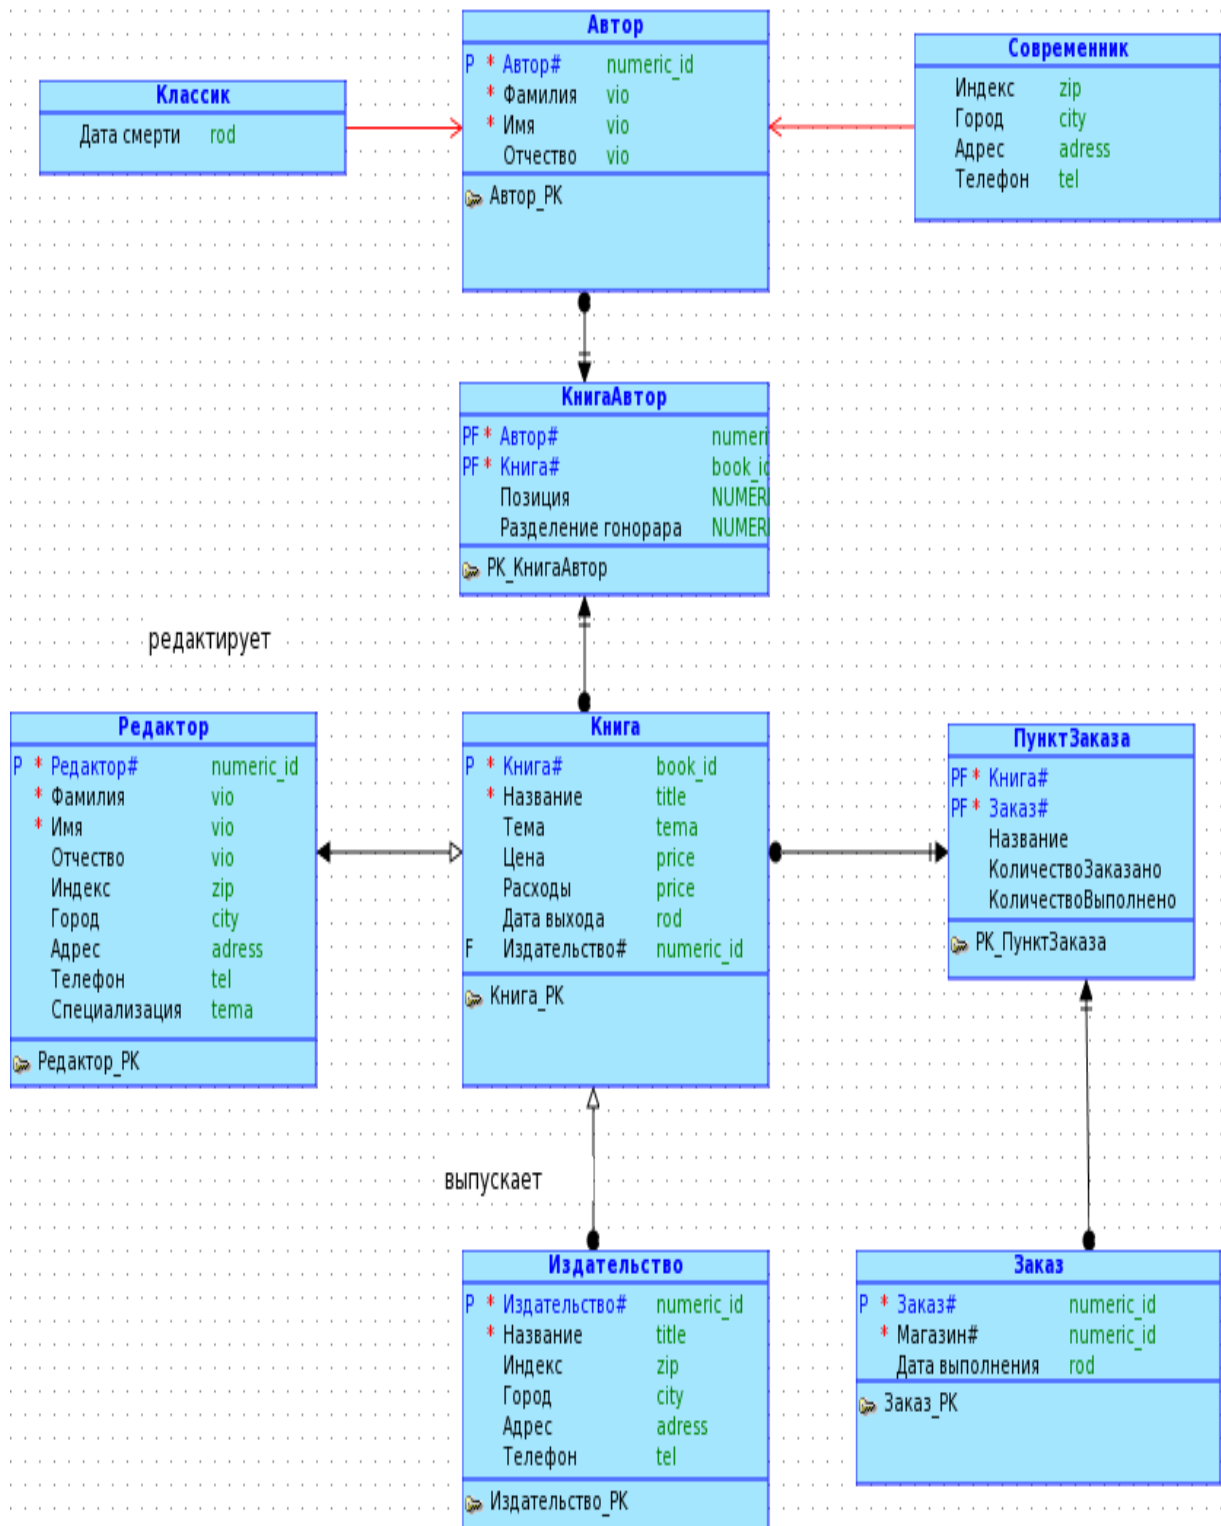 Автор
P * Автор# numeric_id
* Фамилия vio
* Имя vio
Отчество vio
Автор_PK
Классик
Дата смерти rod
Современник
Индекс zip
Город city
Адрес adress
Телефон tel
КнигаАвтор
PF * Автор# numeri
PF * Книга# book_id
Позиция NUMER
Разделение гонорара NUMER
PK_КнигаАвтор
редактирует
Редактор
P * Редактор# numeric_id
* Фамилия vio
* Имя vio
Отчество vio
Индекс zip
Город city
Адрес adress
Телефон tel
Специализация tema
Редактор_PK
Книга
P * Книга# book_id
* Название title
Тема tema
Цена price
Расходы price
Дата выхода rod
F Издательство# numeric_id
Книга_PK
ПунктЗаказа
PF * Книга#
PF * Заказ#
Название
КоличествоЗаказано
КоличествоВыполнено
PK_ПунктЗаказа
выпускает
Издательство
P * Издательство# numeric_id
* Название title
Индекс zip
Город city
Адрес adress
Телефон tel
Издательство_PK
Заказ
P * Заказ# numeric_id
* Магазин# numeric_id
Дата выполнения rod
Заказ_PK